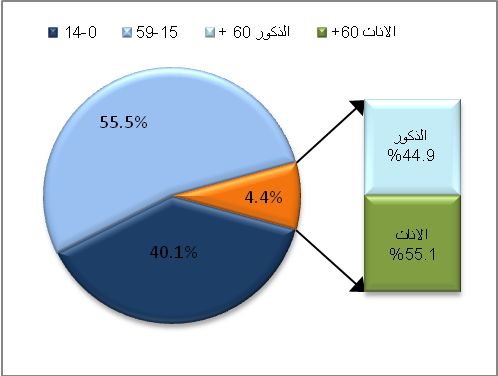 14-0 59-15 الذكور 60 + الاناث 60+
55.5%
4.4%
40.1%
الذكور
%44.9
الاناث
%55.1